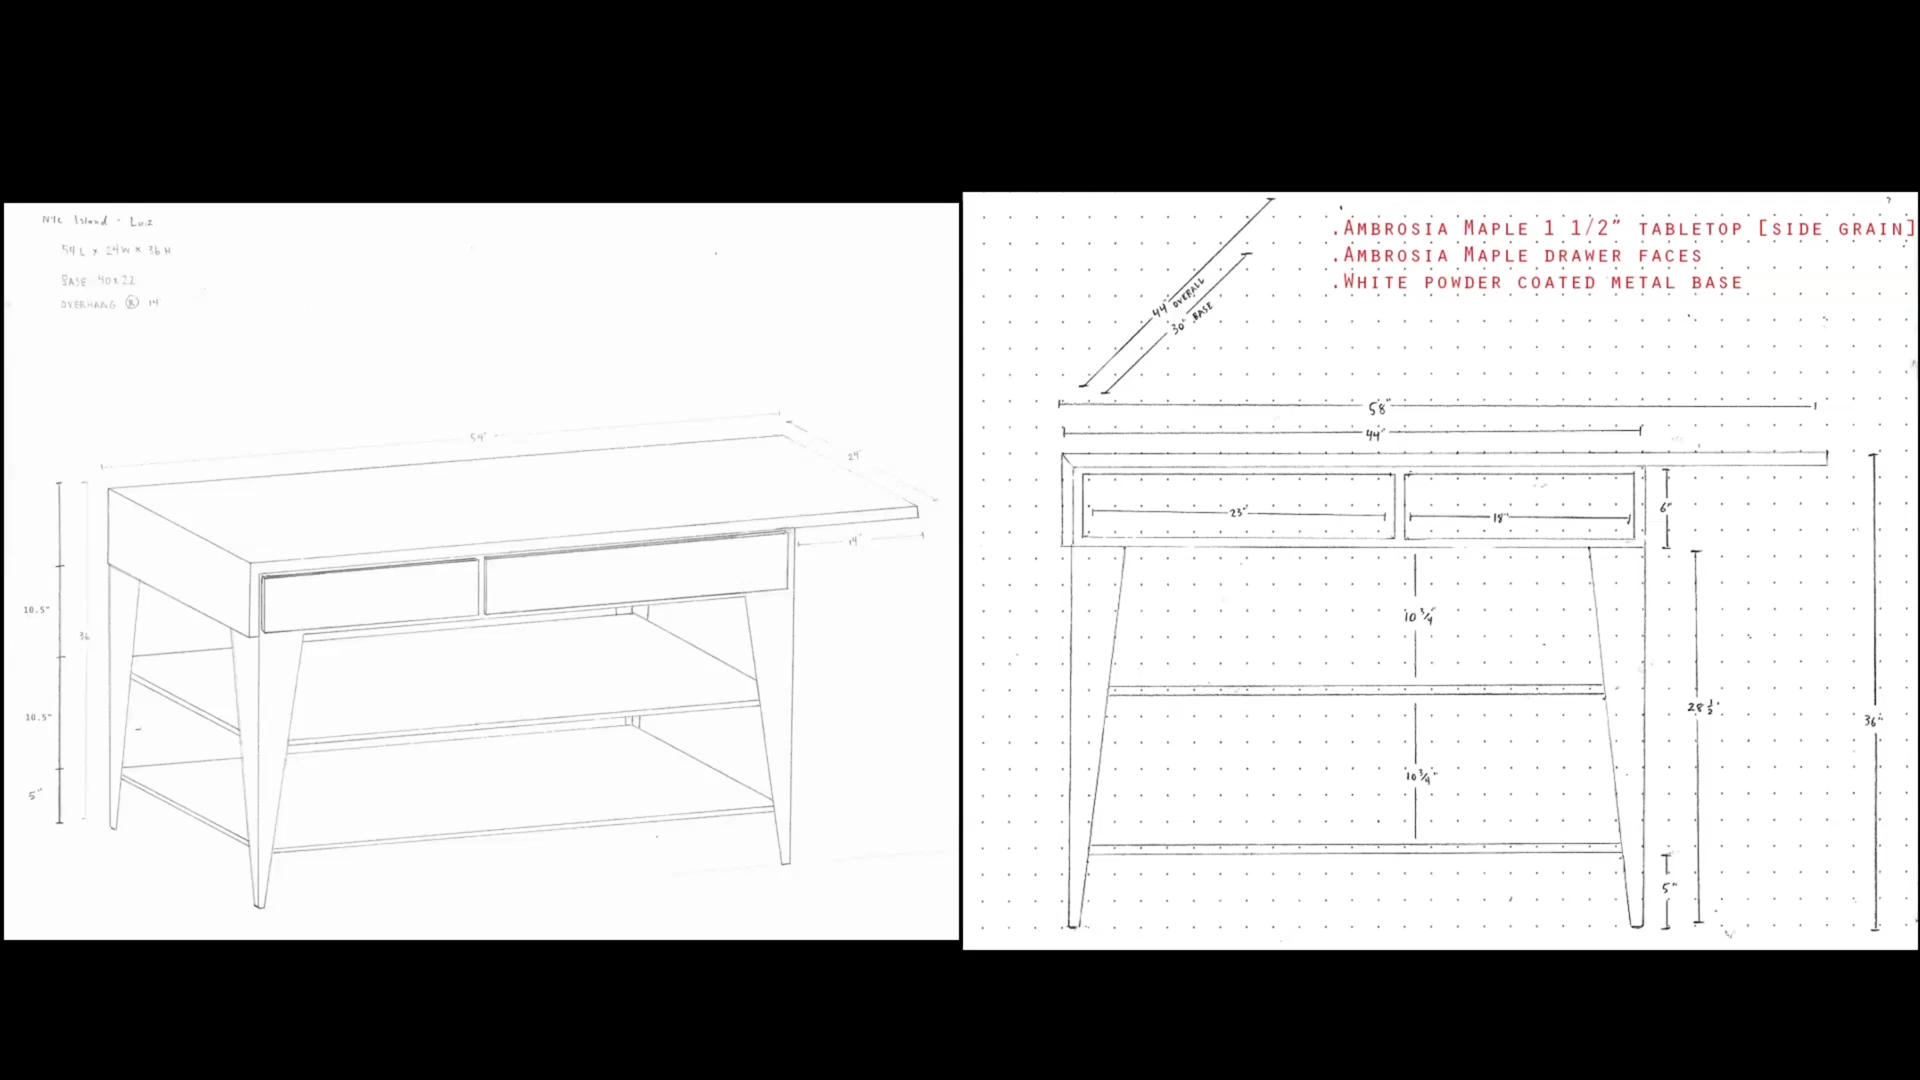 NYC Island - Luiz
54 L x 24 W x 36 H
BASE 40 x 22
OVERHANG R 14"
54"
24"
14"
10.5"
36
10.5"
5"
.AMBROSIA MAPLE 1 1/2” TABLETOP [SIDE GRAIN]
.AMBROSIA MAPLE DRAWER FACES
.WHITE POWDER COATED METAL BASE
44" OVERALL
30" BASE
58"
44"
23"
18"
6"
10 3/4"
28 1/2"
36"
10 3/4"
5"